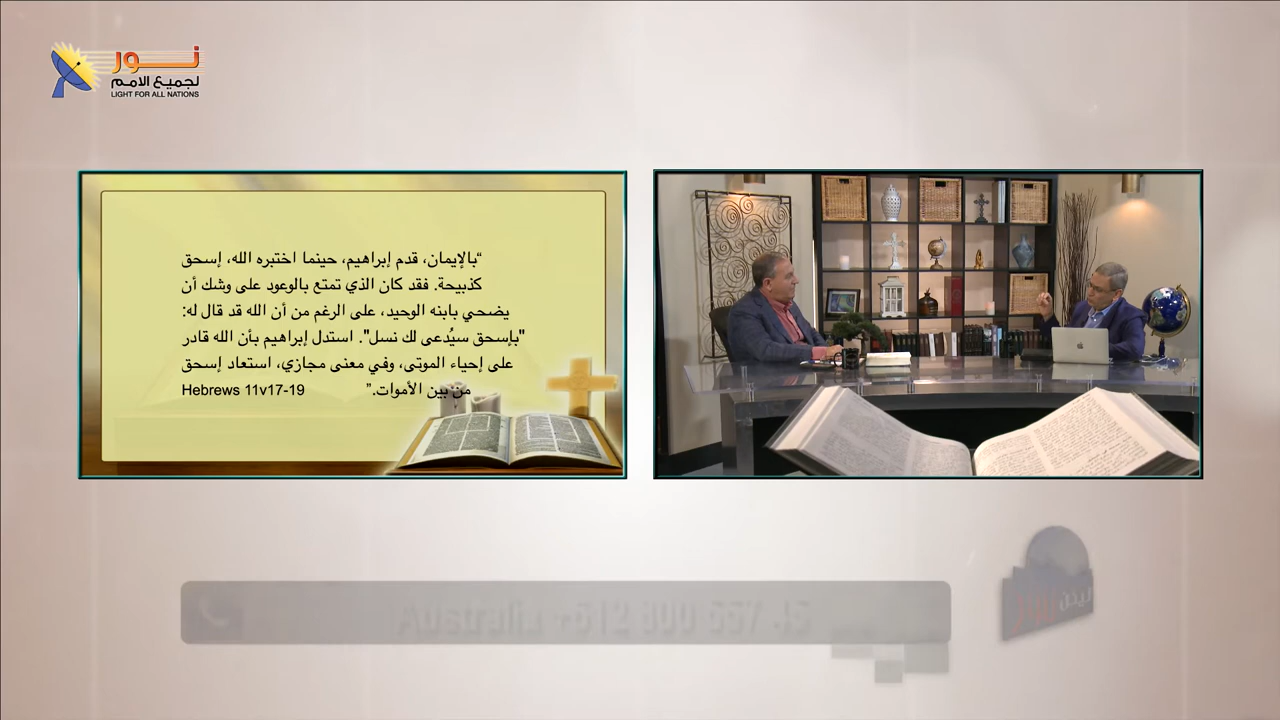 نور
لجميع الامم
LIGHT FOR ALL NATIONS
“بالإيمان، قدم إبراهيم، حينما اختبره الله، إسحق
كذبيحة. فقد كان الذي تمتع بالوعود على وشك أن
يضحي بابنه الوحيد، على الرغم من أن الله قد قال له:
"بإسحق سيُدعى لك نسل". استدل إبراهيم بأن الله قادر
على إحياء الموتى، وفي معنى مجازي، استعاد إسحق
من بين الأموات.” Hebrews 11v17-19
Australia +612 800 557 45